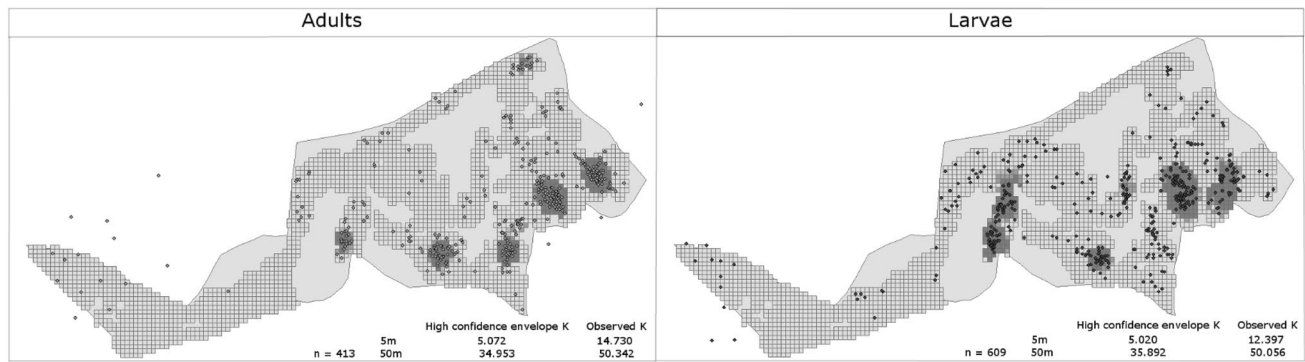 Adults
High confidence envelope K Observed K
5m 5.072 14.730
n = 413 50m 34.953 50.342
Larvae
High confidence envelope K Observed K
5m 5.020 12.397
n = 609 50m 35.892 50.056